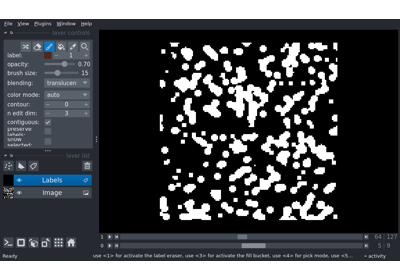 File View Plugins Window Help
layer controls
label: 1
opacity: 0.70
brush size: 15
blending: translucen
color mode: auto
contour: 0
n edit dim: 3
contiguous:
preserve
labels:
show
selected:
layer list
Labels
Image
1 64 127
0 5 9
Ready use <1> for activate the label eraser, use <3> for activate the fill bucket, use <4> for pick mode, use <5... activity